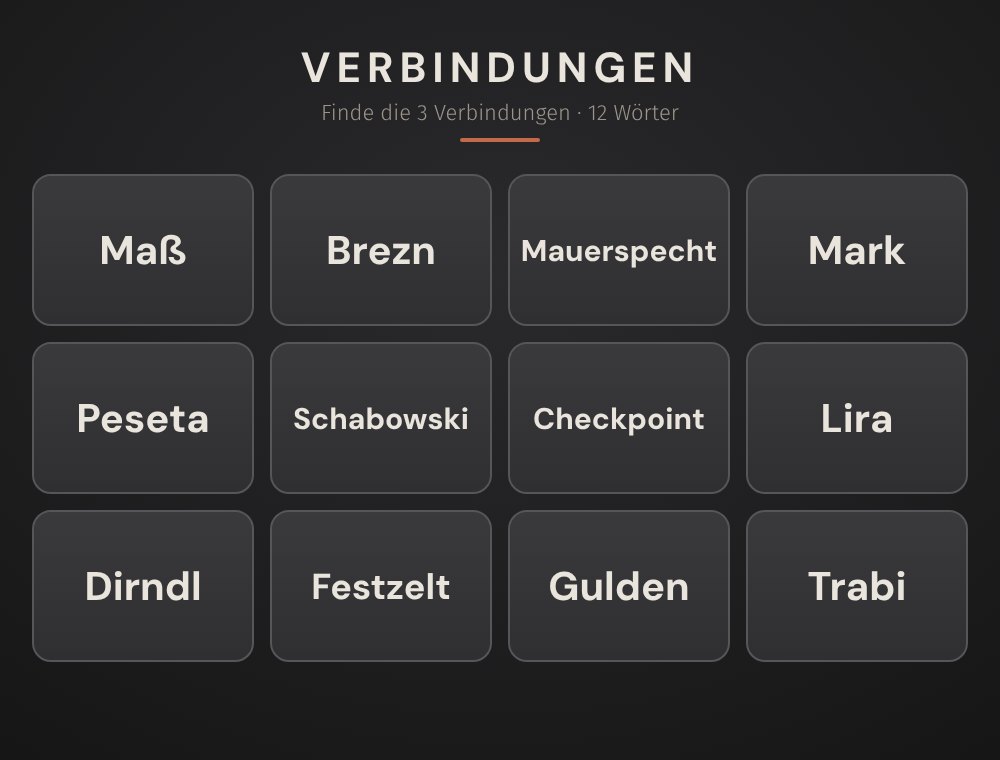 VERBINDUNGEN
Finde die 3 Verbindungen · 12 Wörter
Maß
Brezn
Mauerspecht
Mark
Peseta
Schabowski
Checkpoint
Lira
Dirndl
Festzelt
Gulden
Trabi